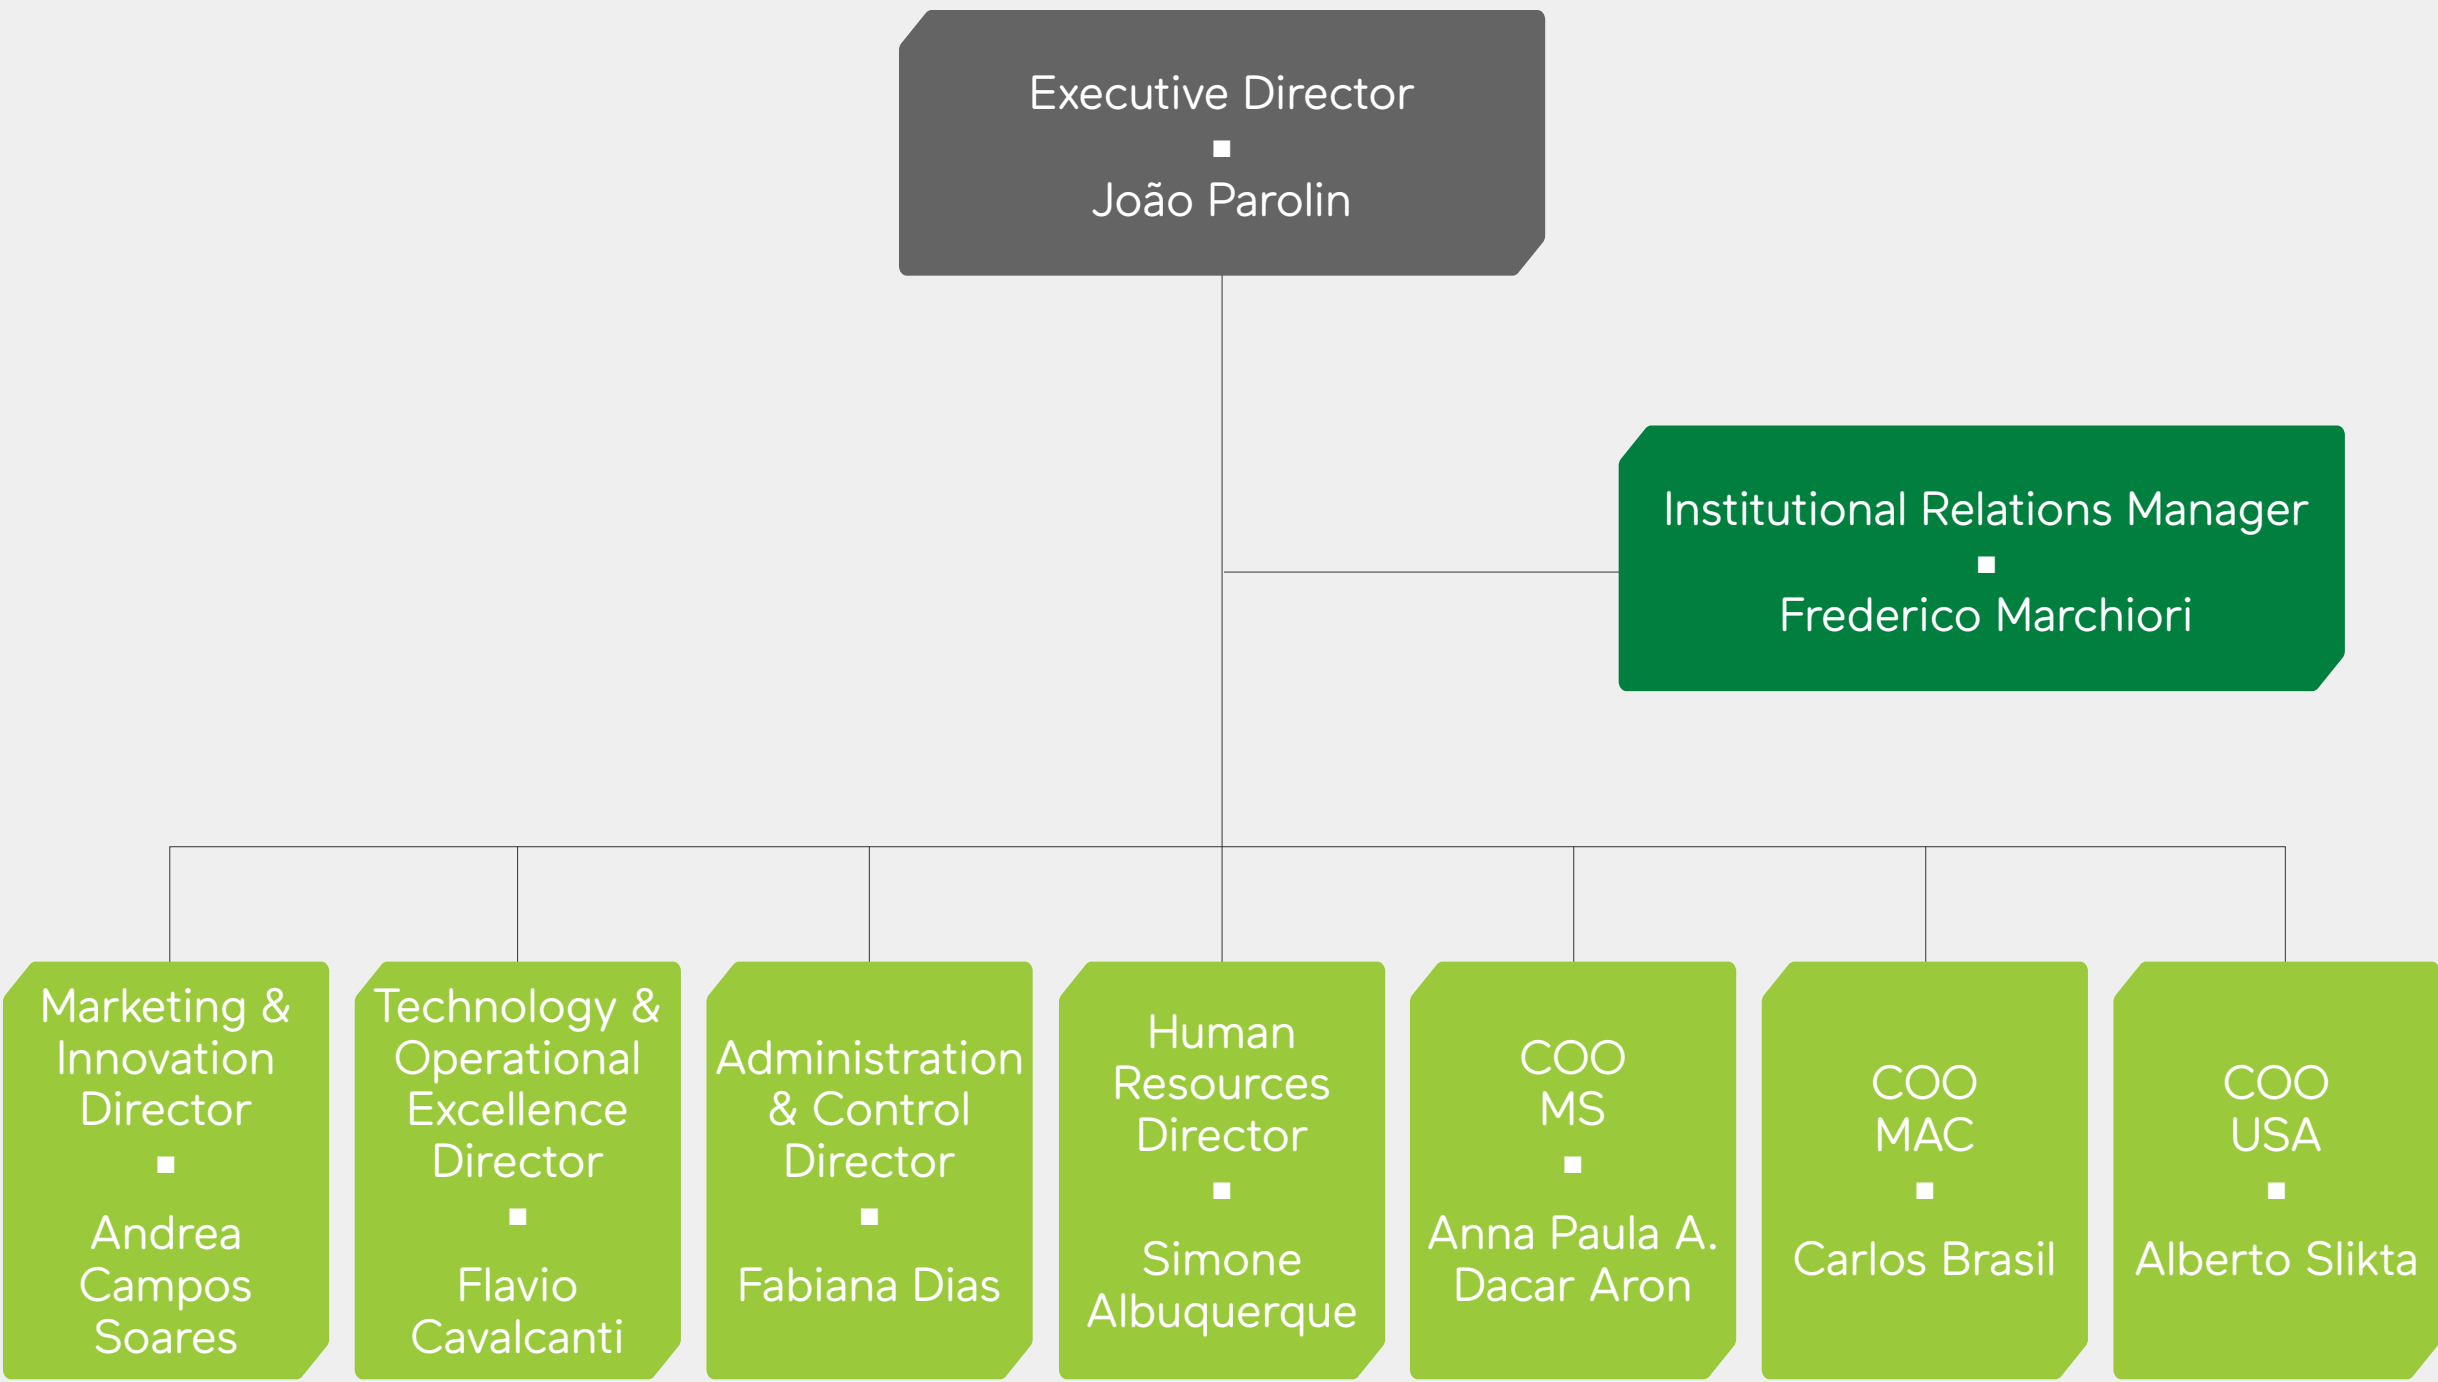 Executive Director
João Parolin
Institutional Relations Manager
Frederico Marchiori
Marketing &
Innovation
Director
Andrea
Campos
Soares
Technology &
Operational
Excellence
Director
Flavio
Cavalcanti
Administration
& Control
Director
Fabiana Dias
Human
Resources
Director
Simone
Albuquerque
COO
MS
Anna Paula A.
Dacar Aron
COO
MAC
Carlos Brasil
COO
USA
Alberto Slikta